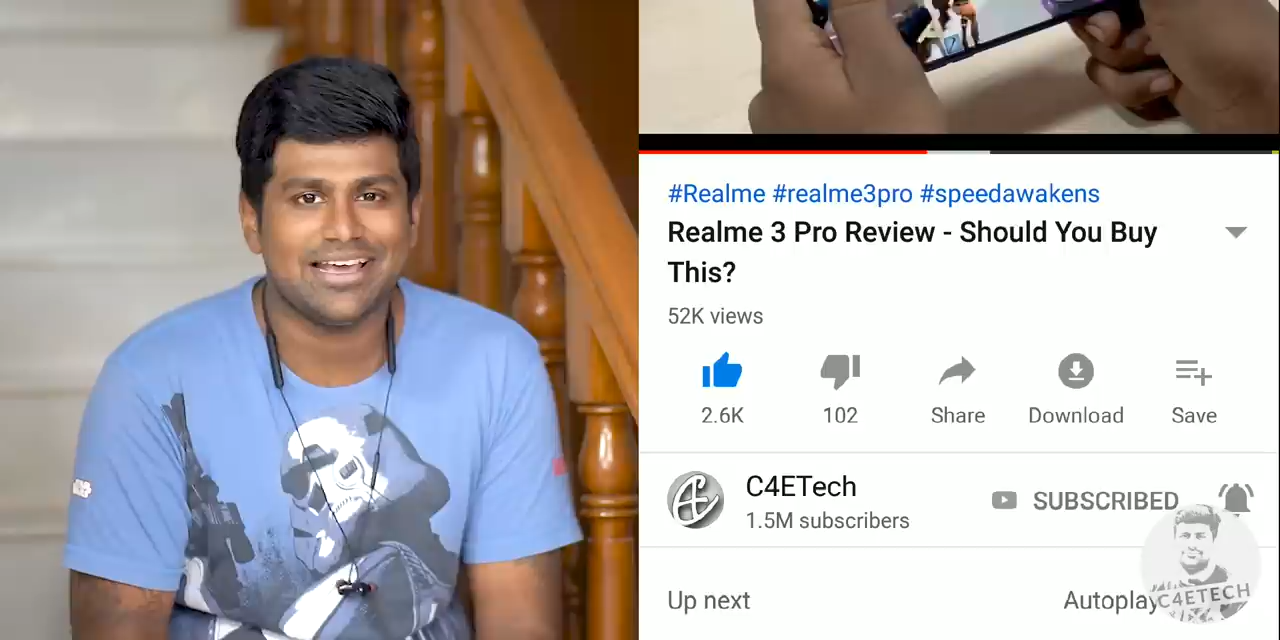 #Realme #realme3pro #speedawakens
Realme 3 Pro Review - Should You Buy
This?
52K views
2.6K
102
Share
Download
Save
C4ETech
1.5M subscribers
SUBSCRIBED
Up next
Autoplay
C4ETECH